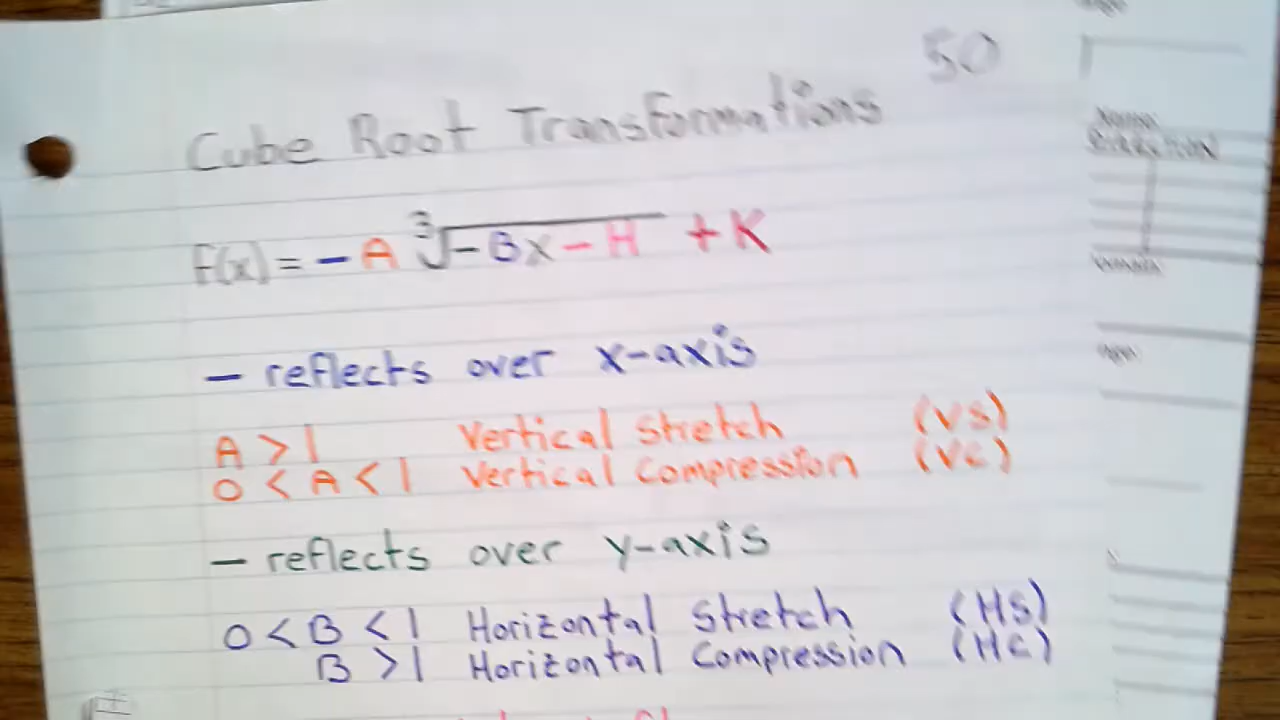 50
Cube Root Transformations
f(x) = -A ∛(-Bx - H) + K
— reflects over x-axis
A > 1 Vertical Stretch (VS)
0 < A < 1 Vertical Compression (VC)
— reflects over y-axis
0 < B < 1 Horizontal Stretch (HS)
B > 1 Horizontal Compression (HC)